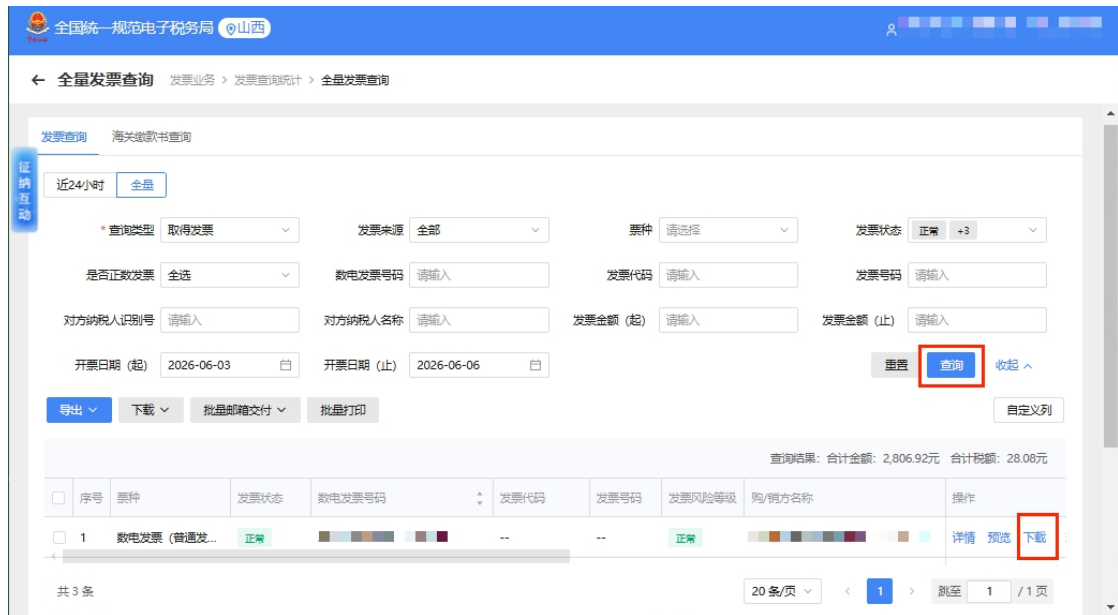 全国统一规范电子税务局 山西
← 全量发票查询 发票业务 > 发票查询统计 > 全量发票查询
发票查询 海关缴款书查询
征纳互动
近24小时 全量
* 查询类型 取得发票 发票来源 全部 票种 请选择 发票状态 正常 +3
是否正数发票 全选 数电发票号码 请输入 发票代码 请输入 发票号码 请输入
对方纳税人识别号 请输入 对方纳税人名称 请输入 发票金额（起） 请输入 发票金额（止） 请输入
开票日期（起） 2026-06-03 开票日期（止） 2026-06-06 重置 查询 收起
导出 下载 批量邮箱交付 批量打印 自定义列
查询结果：合计金额：2,806.92元 合计税额：28.08元
序号 票种 发票状态 数电发票号码 发票代码 发票号码 发票风险等级 购/销方名称 操作
1 数电发票（普通发... 正常 -- -- 正常 详情 预览 下载
共 3 条 20 条/页 < 1 > 跳至 1 / 1 页